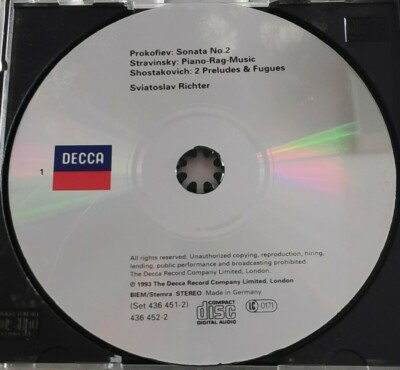 Prokofiev: Sonata No.2
Stravinsky: Piano-Rag-Music
Shostakovich: 2 Preludes & Fugues
Sviatoslav Richter
1
DECCA
All rights reserved. Unauthorized copying, reproduction, hiring,
lending, public performance and broadcasting prohibited.
The Decca Record Company Limited, London.
℗ 1993 The Decca Record Company Limited, London
BIEM/Stemra STEREO Made in Germany
(Set 436 451-2)
436 452-2
COMPACT
disc
DIGITAL AUDIO
LC 0171